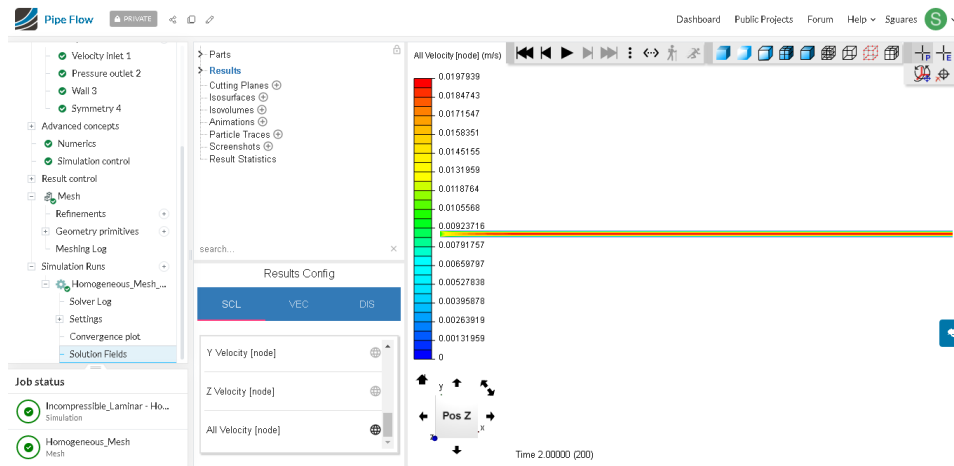 Pipe Flow
PRIVATE
Dashboard Public Projects Forum Help Sguares S
Velocity inlet 1
Pressure outlet 2
Wall 3
Symmetry 4
Advanced concepts
Numerics
Simulation control
Result control
Mesh
Refinements
Geometry primitives
Meshing Log
Simulation Runs
Homogeneous_Mesh_...
Solver Log
Settings
Convergence plot
Solution Fields
Job status
Incompressible_Laminar - Ho...
Simulation
Homogeneous_Mesh
Mesh
Parts
Results
Cutting Planes
Isosurfaces
Isovolumes
Animations
Particle Traces
Screenshots
Result Statistics
search...
Results Config
SCL VEC DIS
Y Velocity [node]
Z Velocity [node]
All Velocity [node]
All Velocity [node] (m/s)
P E
0.0197939
0.0184743
0.0171547
0.0158351
0.0145155
0.0131959
0.0118764
0.0105568
0.00923716
0.00791757
0.00659797
0.00527838
0.00395878
0.00263919
0.00131959
0
y
Pos Z
x
z
Time 2.00000 (200)